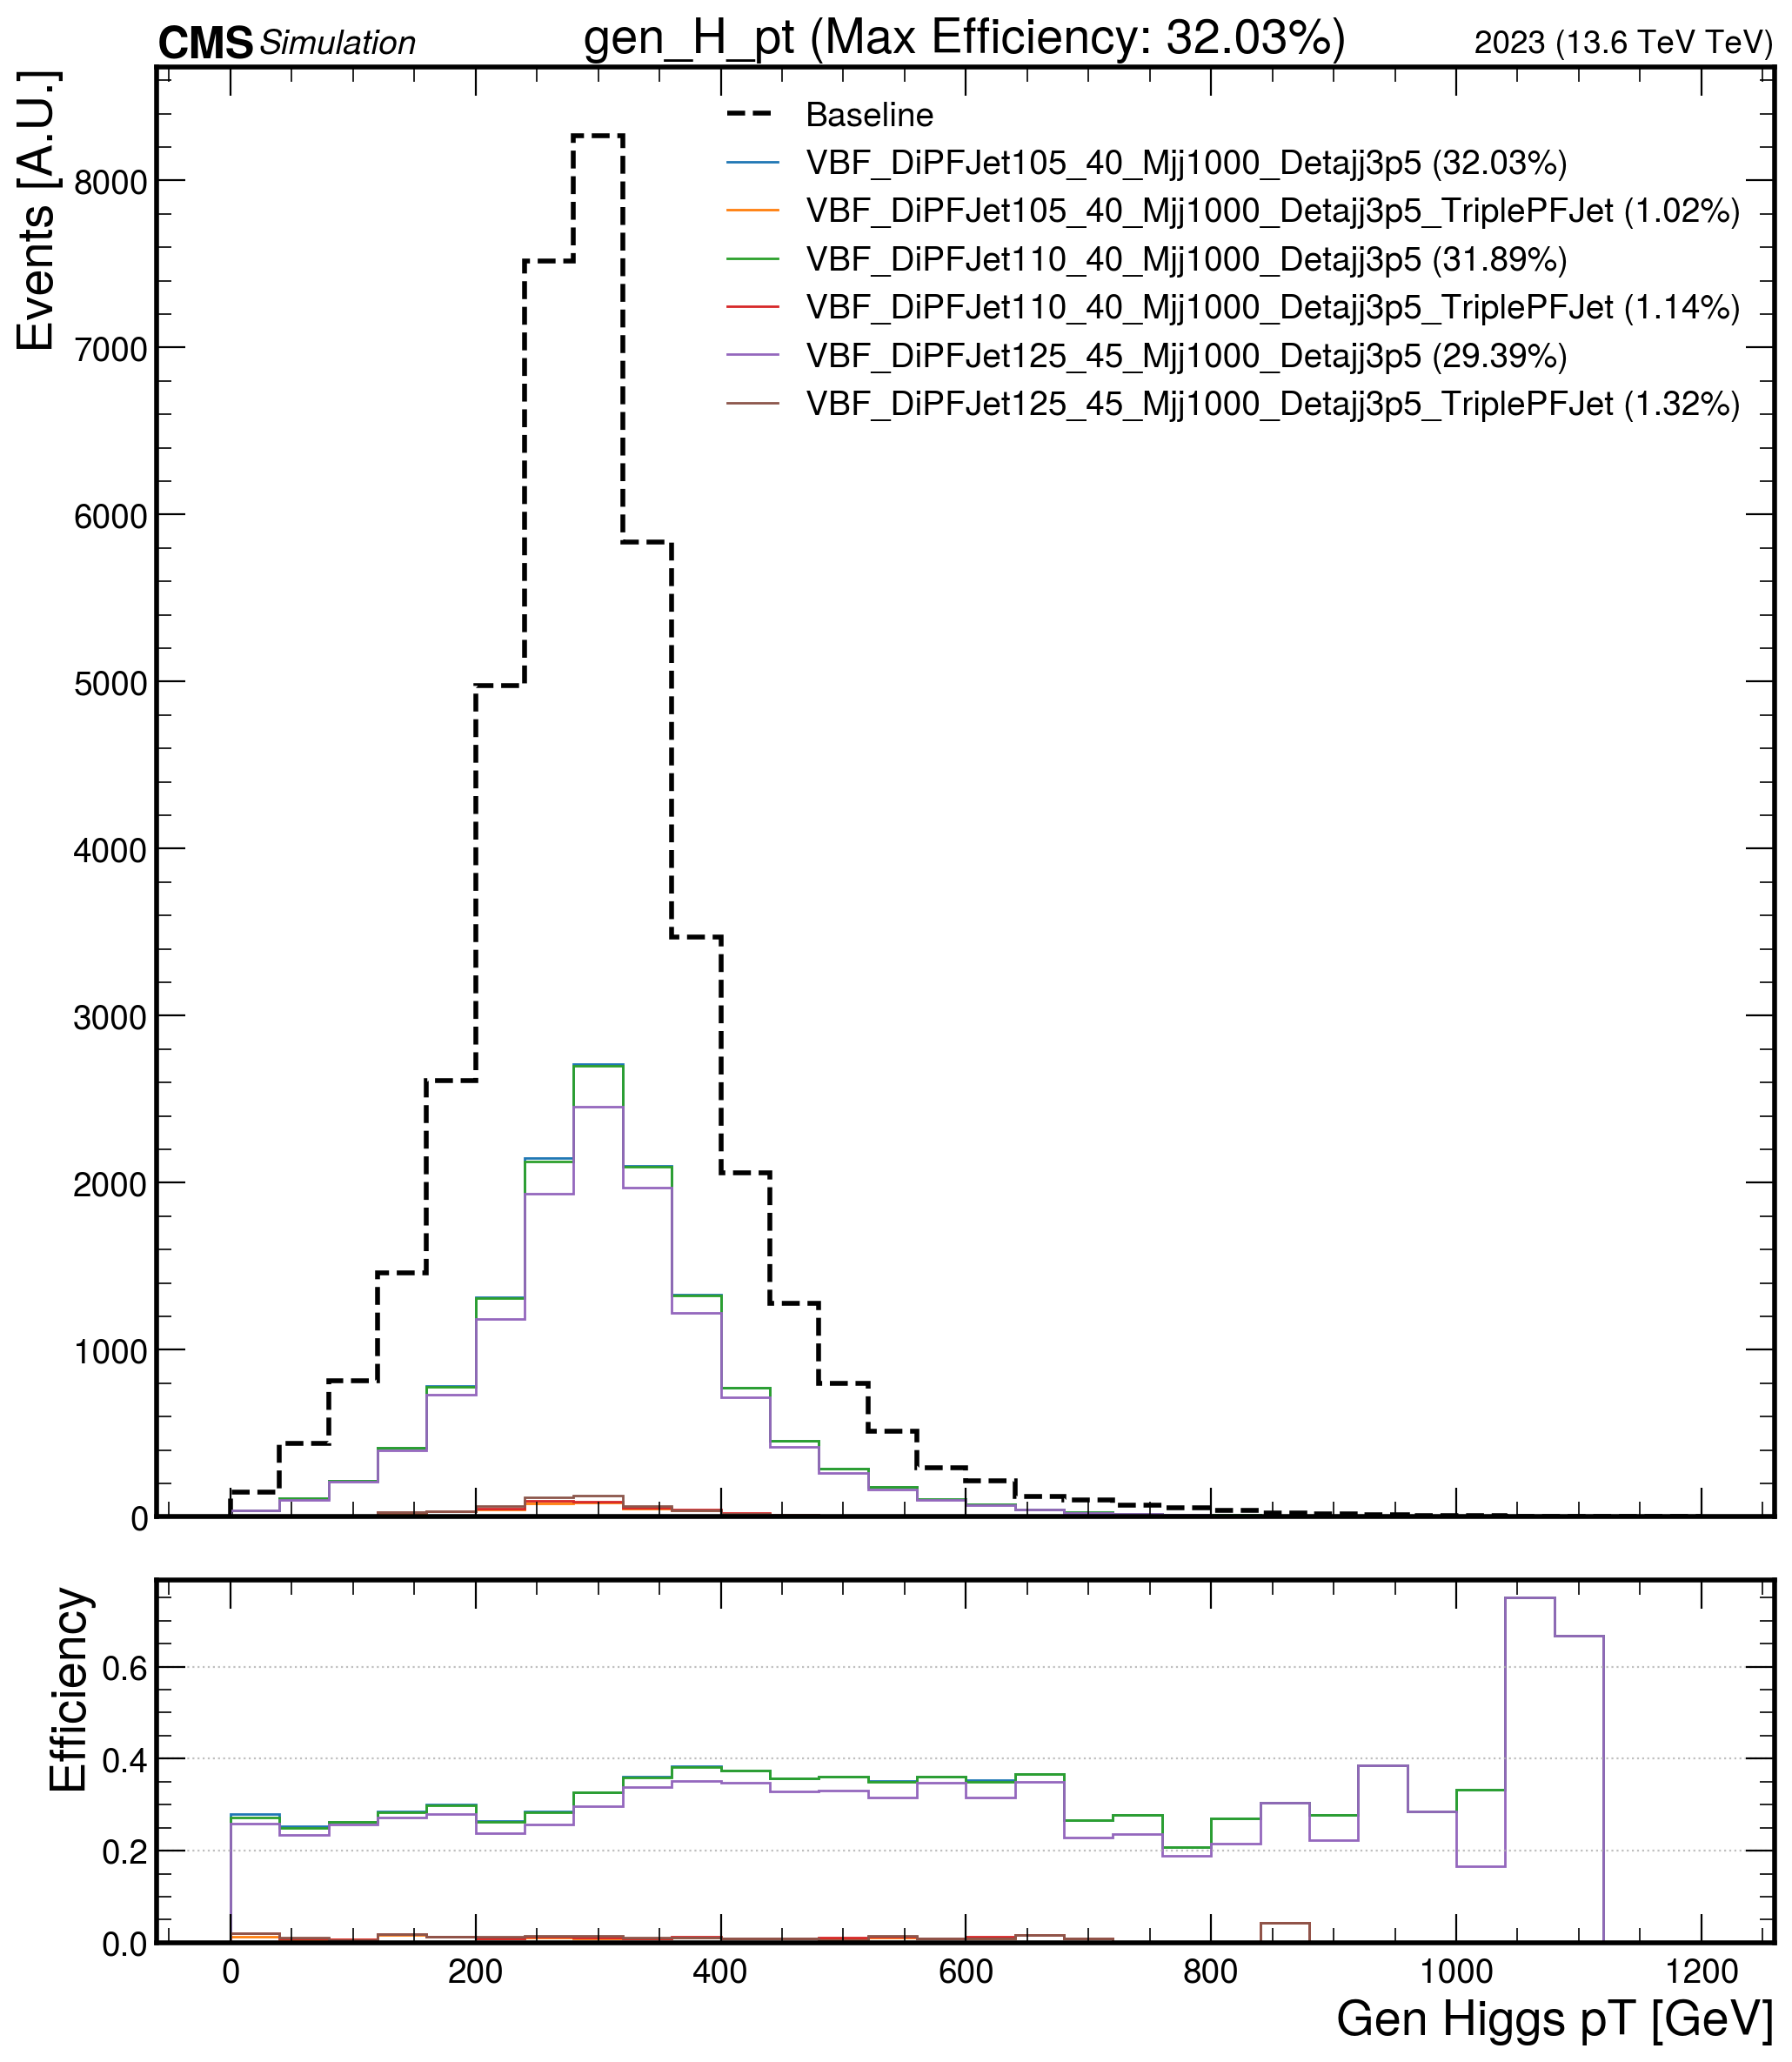 CMS Simulation gen_H_pt (Max Efficiency: 32.03%) 2023 (13.6 TeV TeV)
Events [A.U.]
Baseline
VBF_DiPFJet105_40_Mjj1000_Detajj3p5 (32.03%)
VBF_DiPFJet105_40_Mjj1000_Detajj3p5_TriplePFJet (1.02%)
VBF_DiPFJet110_40_Mjj1000_Detajj3p5 (31.89%)
VBF_DiPFJet110_40_Mjj1000_Detajj3p5_TriplePFJet (1.14%)
VBF_DiPFJet125_45_Mjj1000_Detajj3p5 (29.39%)
VBF_DiPFJet125_45_Mjj1000_Detajj3p5_TriplePFJet (1.32%)
8000
7000
6000
5000
4000
3000
2000
1000
0
Efficiency
0.6
0.4
0.2
0.0
0 200 400 600 800 1000 1200
Gen Higgs pT [GeV]